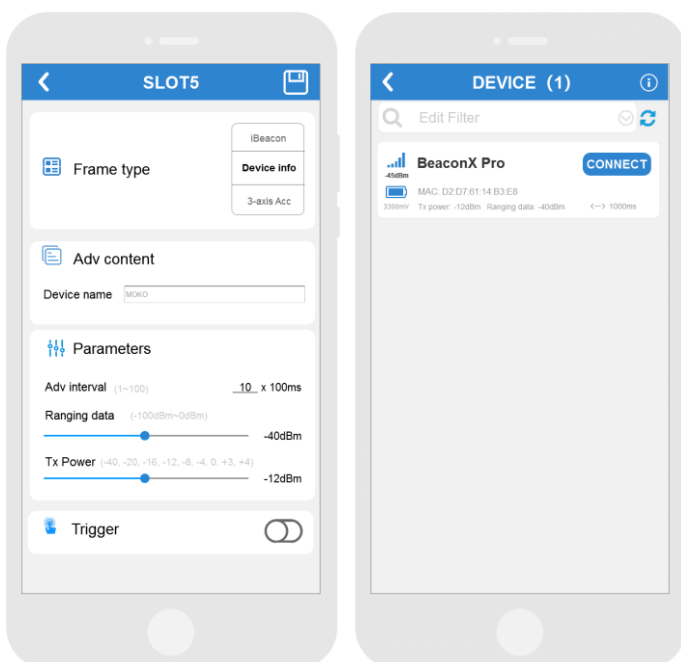 SLOT5
Frame type
iBeacon
Device info
3-axis Acc
Adv content
Device name MOKO
Parameters
Adv interval (1~100) 10 x 100ms
Ranging data (-100dBm~0dBm)
-40dBm
Tx Power (-40, -20, -16, -12, -8, -4, 0, +3, +4)
-12dBm
Trigger
DEVICE (1)
Edit Filter
BeaconX Pro CONNECT
-45dBm
MAC: D2:D7:61:14:B3:E8
3300mV Tx power: -12dBm Ranging data: -40dBm <--> 1000ms